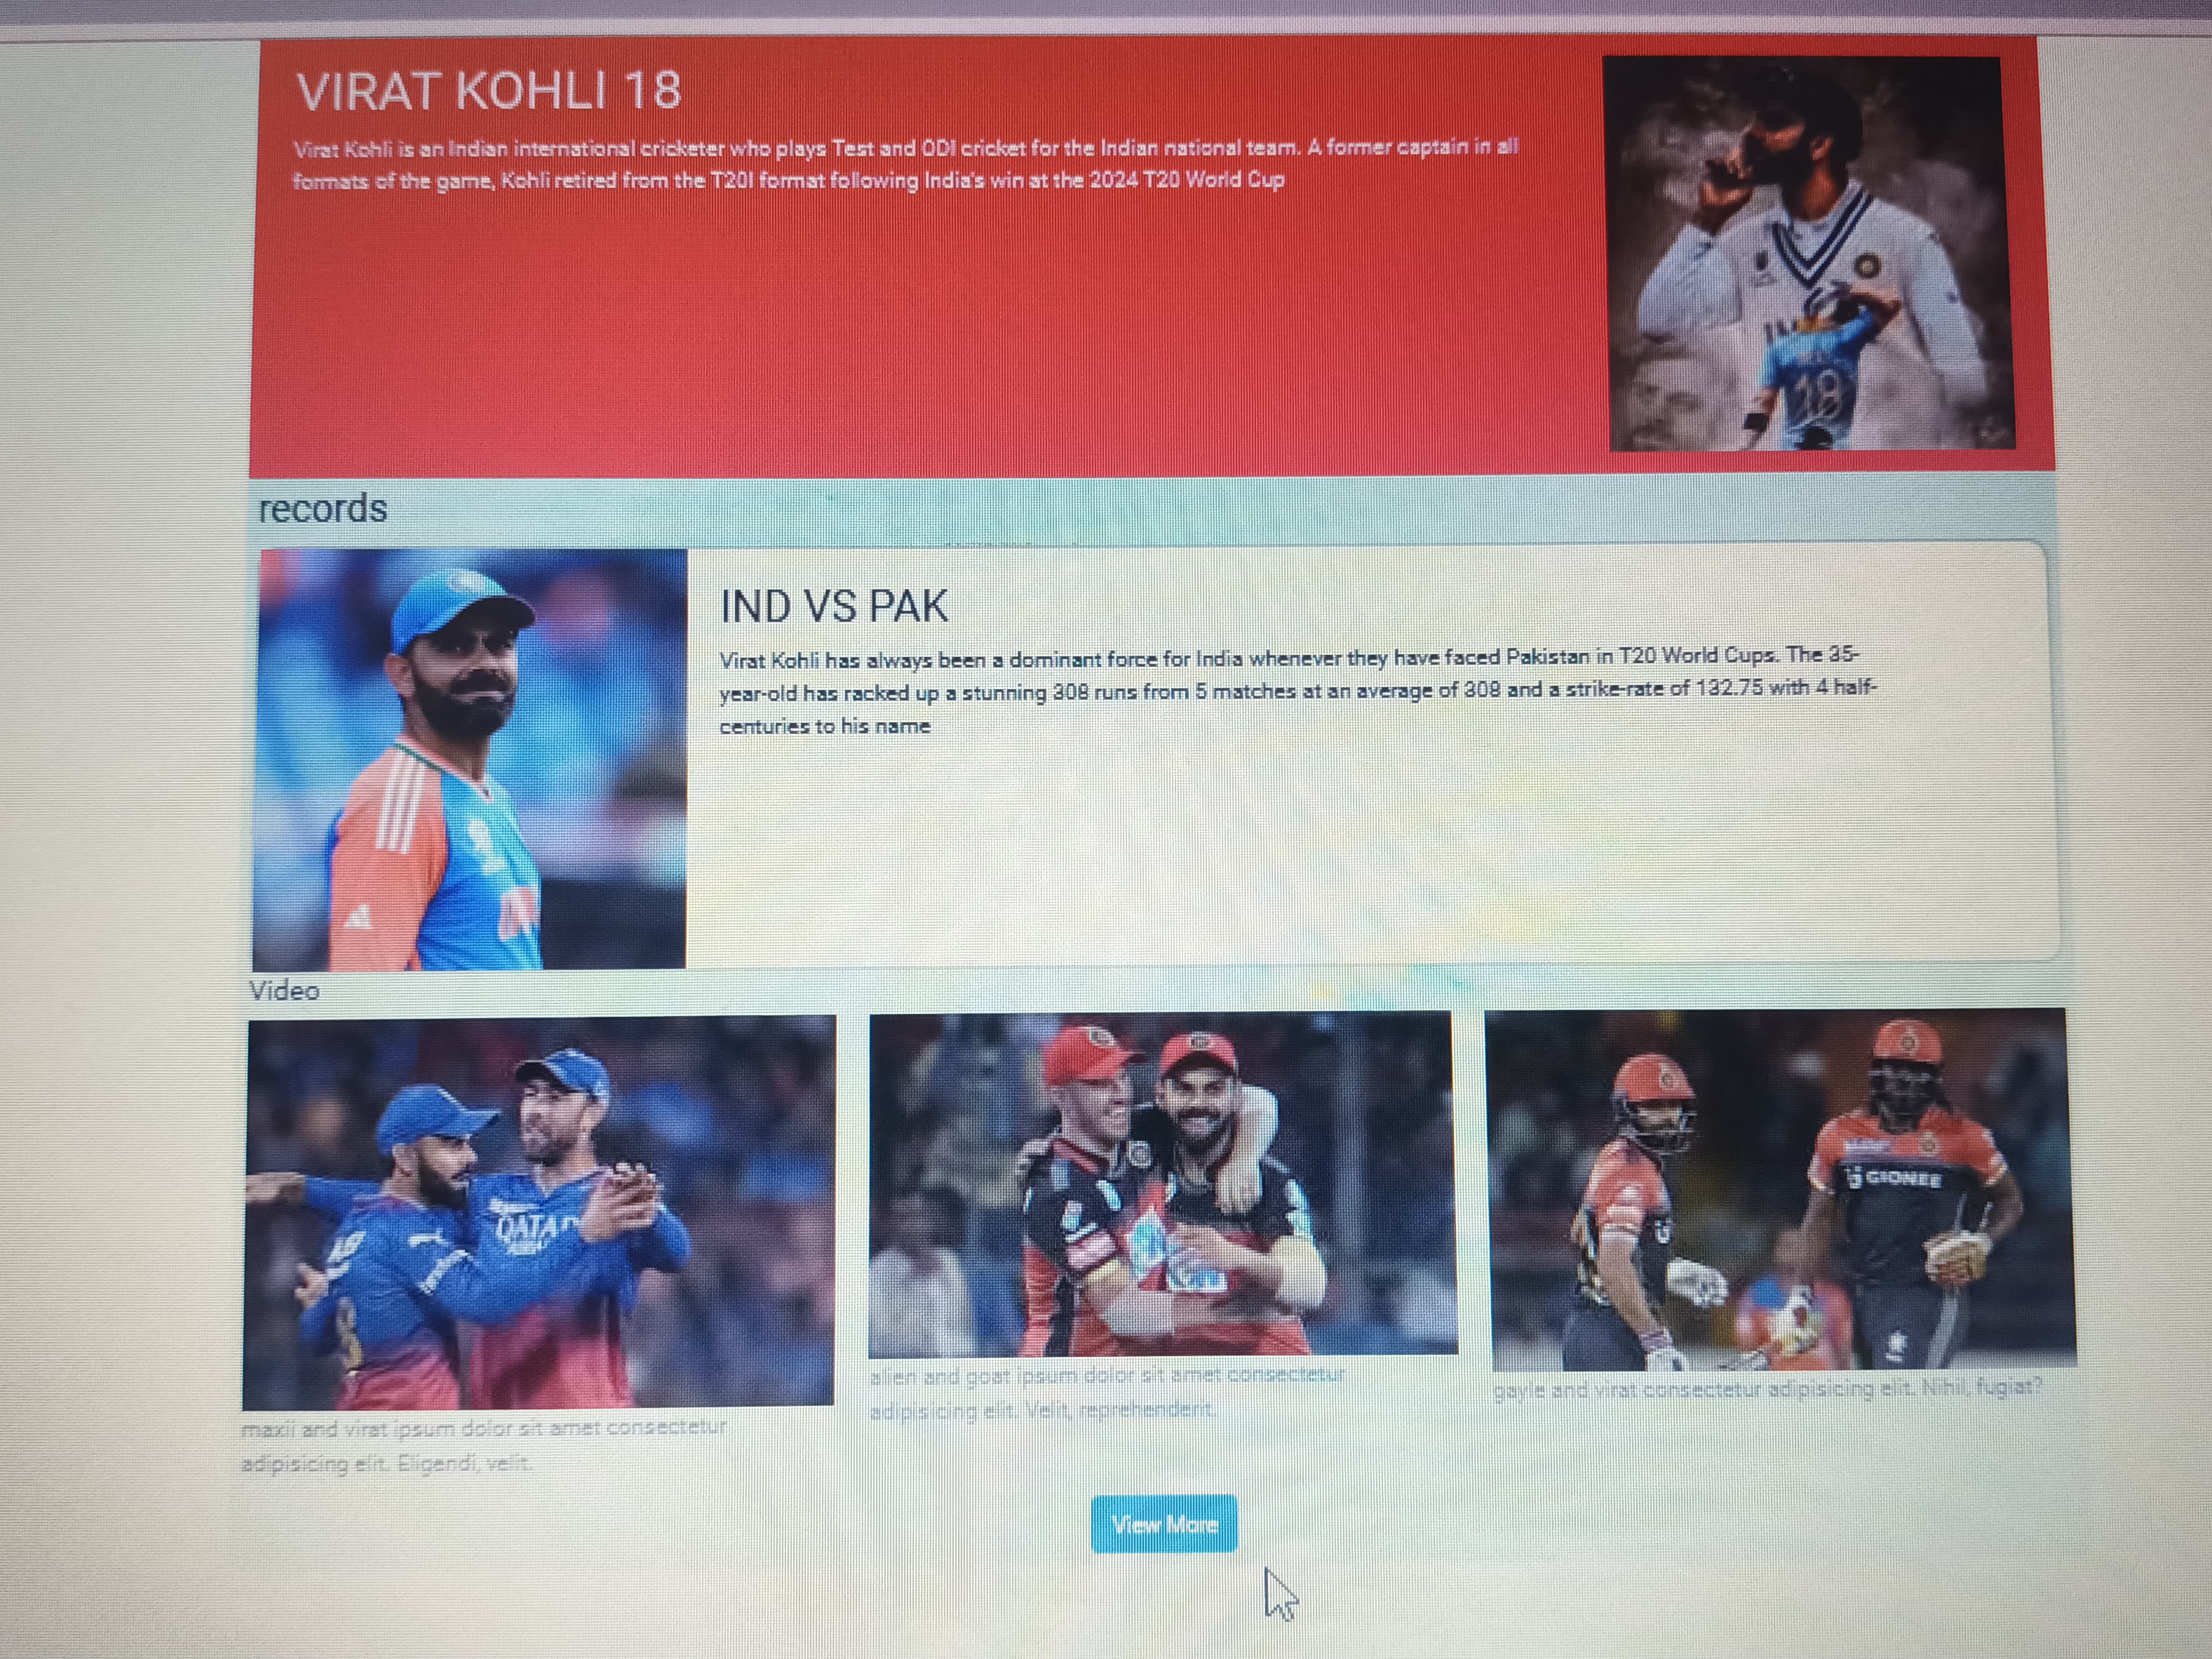 VIRAT KOHLI 18
Virat Kohli is an Indian international cricketer who plays Test and ODI cricket for the Indian national team. A former captain in all
formats of the game, Kohli retired from the T20I format following India's win at the 2024 T20 World Cup
18
records
IND VS PAK
Virat Kohli has always been a dominant force for India whenever they have faced Pakistan in T20 World Cups. The 35-
year-old has racked up a stunning 308 runs from 5 matches at an average of 308 and a strike-rate of 132.75 with 4 half-
centuries to his name
Video
QATAR
GIONEE
maxii and virat ipsum dolor sit amet consectetur
adipisicing elit. Eligendi, velit.
alien and goat ipsum dolor sit amet consectetur
adipisicing elit. Velit, reprehenderit.
gayle and virat consectetur adipisicing elit. Nihil, fugiat?
View More